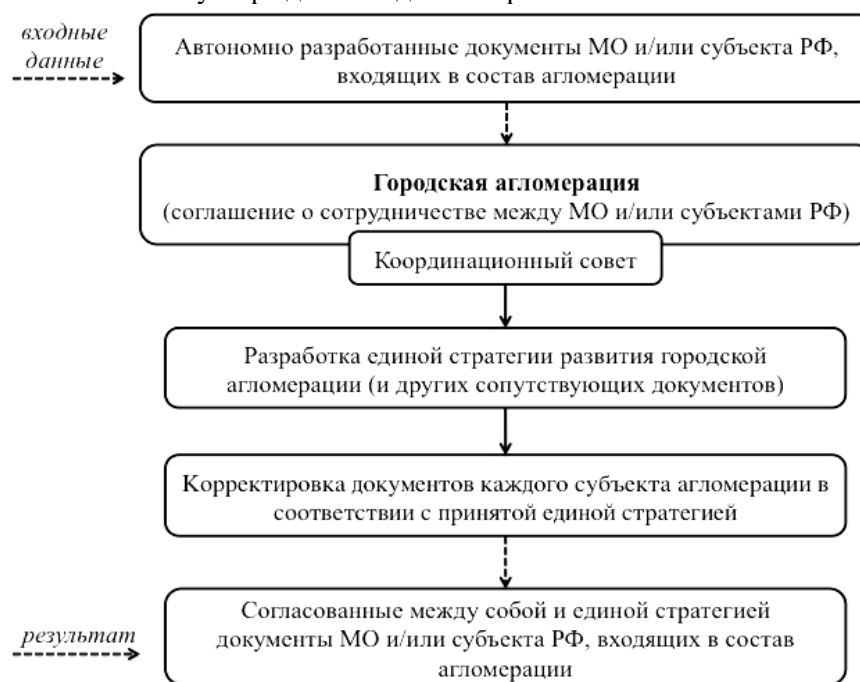 входные
данные
Автономно разработанные документы МО и/или субъекта РФ,
входящих в состав агломерации
Городская агломерация
(соглашение о сотрудничестве между МО и/или субъектами РФ)
Координационный совет
Разработка единой стратегии развития городской
агломерации (и других сопутствующих документов)
Корректировка документов каждого субъекта агломерации в
соответствии с принятой единой стратегией
результат
Согласованные между собой и единой стратегией
документы МО и/или субъекта РФ, входящих в состав
агломерации